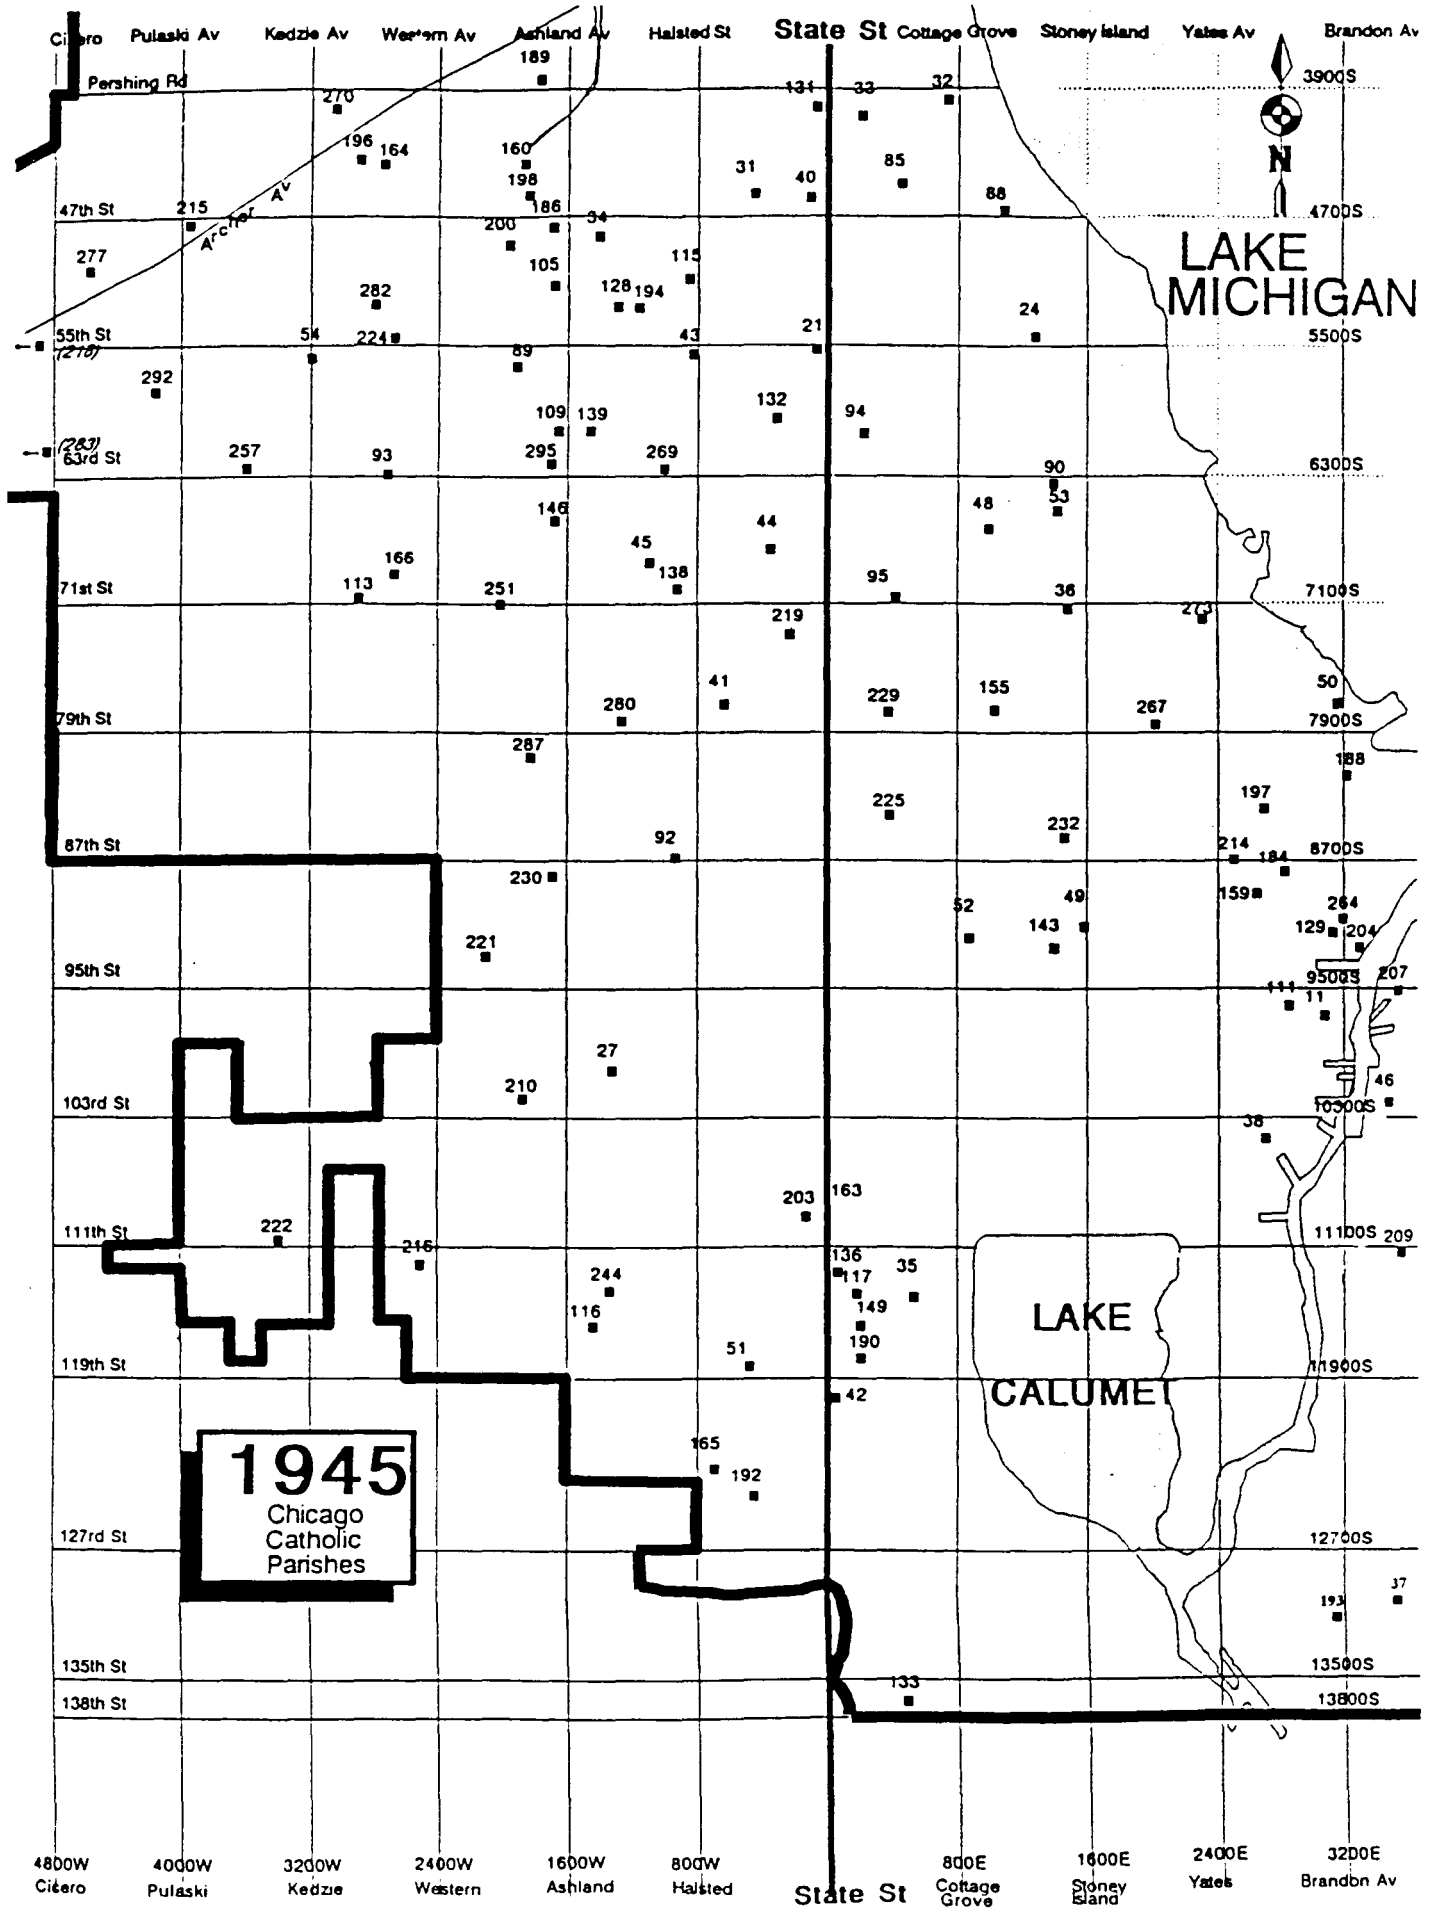 Cicero Pulaski Av Kedzie Av Western Av Ashland Av Halsted St State St Cottage Grove Stoney Island Yates Av Brandon Av
189
Pershing Rd 3900S
270 131 33 32
196 164 160 N
198 31 40 85
Archer Av
88
47th St 215 186 34 4700S
200
LAKE
MICHIGAN
277 105 115
282 128 194
24
55th St 54 224 43 21 5500S
(218) 89
292
132
109 139 94
(283)
63rd St 257 93 295 269 6300S
90
48 53
146 44
45
166 138
71st St 113 251 95 36 7100S
219 273
41 229 155 50
280 267
79th St 7900S
287
188
225 197
232
87th St 92 214 184 8700S
230 159
52 49 264
221 143 129 204
95th St 9500S 207
111 11
27
210 46
103rd St 10300S
38
203 163
111th St 222 11100S 209
216 136
244 117 35
116 149
LAKE
190
51
119th St 11900S
CALUMET
42
165
192
1945
Chicago
Catholic
Parishes
127rd St 12700S
37
193
135th St 13500S
133
138th St 13800S
4800W 4000W 3200W 2400W 1600W 800W 800E 1600E 2400E 3200E
Cicero Pulaski Kedzie Western Ashland Halsted State St Cottage Grove Stoney Island Yates Brandon Av